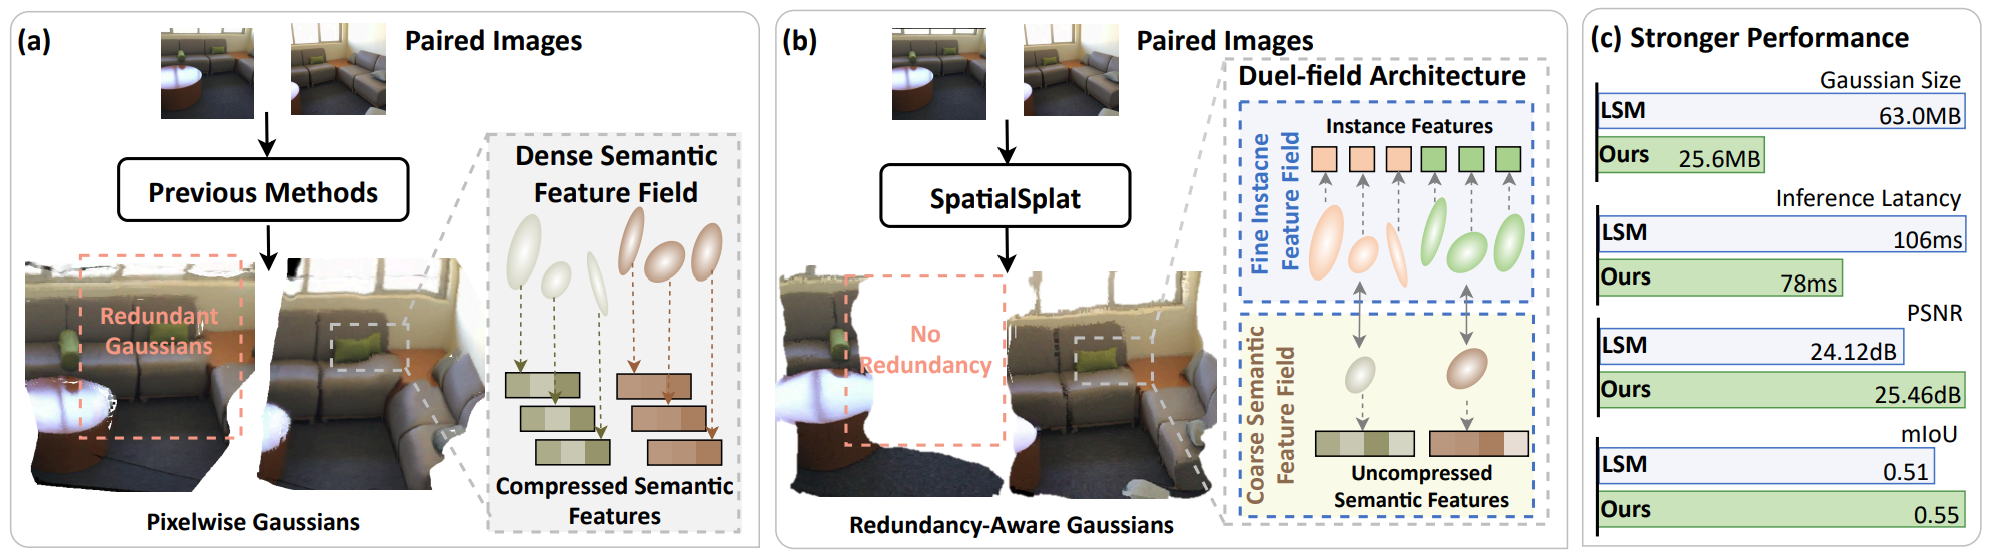 (a)
Paired Images
Previous Methods
Redundant
Gaussians
Pixelwise Gaussians
Dense Semantic
Feature Field
Compressed Semantic
Features
(b)
Paired Images
SpatialSplat
No
Redundancy
Redundancy-Aware Gaussians
Duel-field Architecture
Fine Instacne
Feature Field
Instance Features
Coarse Semantic
Feature Field
Uncompressed
Semantic Features
(c) Stronger Performance
Gaussian Size
LSM 63.0MB
Ours 25.6MB
Inference Latancy
LSM 106ms
Ours 78ms
PSNR
LSM 24.12dB
Ours 25.46dB
mIoU
LSM 0.51
Ours 0.55